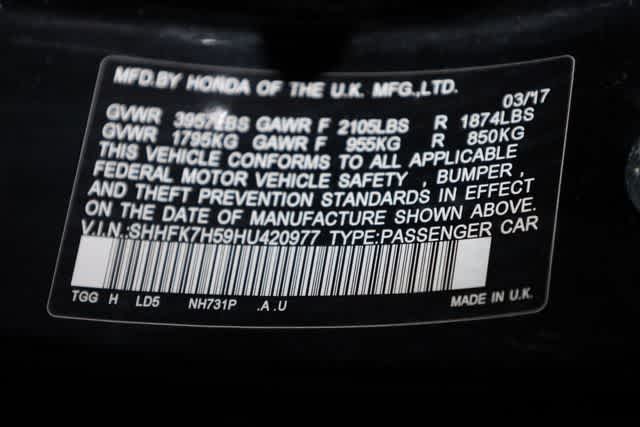 MFD.BY HONDA OF THE U.K. MFG.,LTD.
03/17
GVWR 3957LBS GAWR F 2105LBS R 1874LBS
GVWR 1795KG GAWR F 955KG R 850KG
THIS VEHICLE CONFORMS TO ALL APPLICABLE
FEDERAL MOTOR VEHICLE SAFETY , BUMPER ,
AND THEFT PREVENTION STANDARDS IN EFFECT
ON THE DATE OF MANUFACTURE SHOWN ABOVE.
V.I.N.:SHHFK7H59HU420977 TYPE:PASSENGER CAR
TGG H LD5 NH731P .A .U MADE IN U.K.